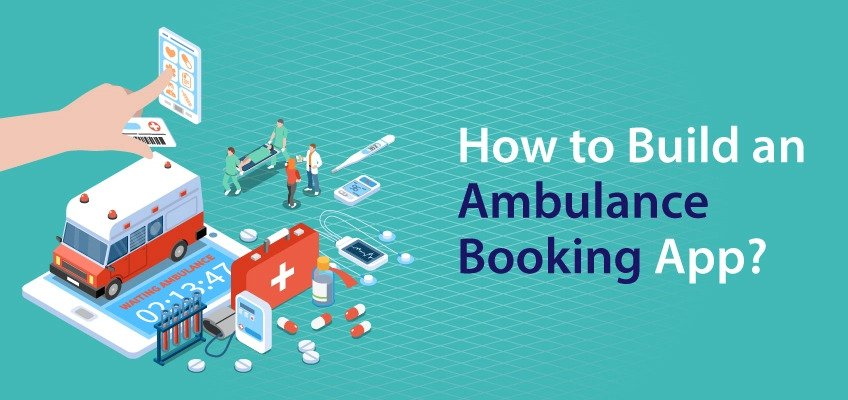 How to Build an
Ambulance
Booking App?
WAITING AMBULANCE
02:13:47